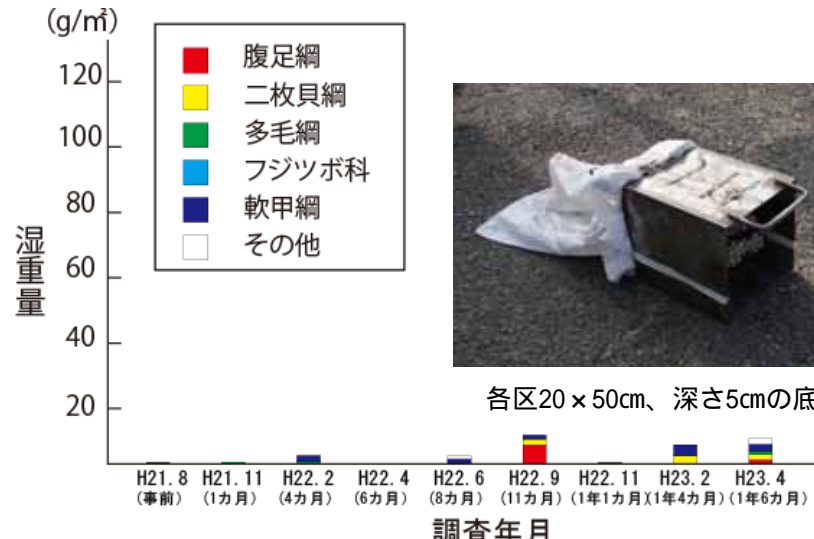 (g/㎡)
120
100
80
60
40
20
湿重量
腹足綱
二枚貝綱
多毛綱
フジツボ科
軟甲綱
その他
各区20×50㎝、深さ5㎝の底
H21.8 H21.11 H22.2 H22.4 H22.6 H22.9 H22.11 H23.2 H23.4
(事前) (1カ月) (4カ月) (6カ月) (8カ月) (11カ月) (1年1カ月) (1年4カ月) (1年6カ月)
調査年月